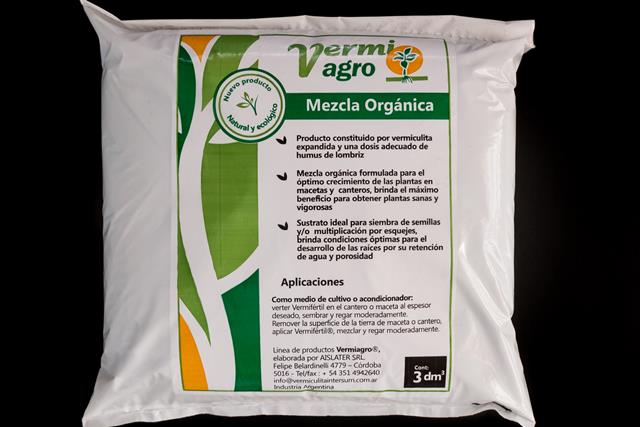 Vermi
agro
Nuevo producto
Natural y ecológico
Mezcla Orgánica
Producto constituido por vermiculita
expandida y una dosis adecuado de
humus de lombriz
Mezcla orgánica formulada para el
óptimo crecimiento de las plantas en
macetas y canteros, brinda el máximo
beneficio para obtener plantas sanas y
vigorosas
Sustrato ideal para siembra de semillas
y/o multiplicación por esquejes,
brinda condiciones óptimas para el
desarrollo de las raíces por su retención
de agua y porosidad
Aplicaciones
Como medio de cultivo o acondicionador:
verter Vermifértil en el cantero o maceta al espesor
deseado, sembrar y regar moderadamente.
Remover la superficie de la tierra de maceta o cantero,
aplicar Vermifértil®, mezclar y regar moderadamente.
Linea de productos Vermiagro®,
elaborada por AISLATER SRL.
Felipe Belardinelli 4779 – Córdoba
5016 - Tel/fax : + 54 351 4942640
info@vermiculitaintersum.com.ar
Industria Argentina
Cont:
3 dm³